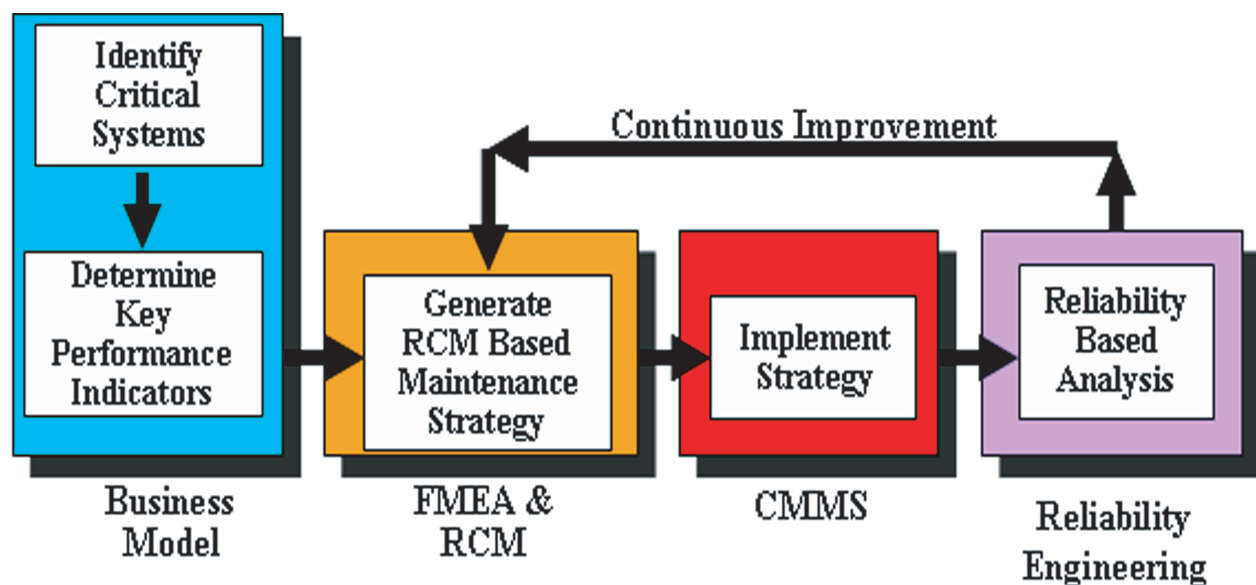 Identify
Critical
Systems
Determine
Key
Performance
Indicators
Business
Model
Continuous Improvement
Generate
RCM Based
Maintenance
Strategy
FMEA &
RCM
Implement
Strategy
CMMS
Reliability
Based
Analysis
Reliability
Engineering